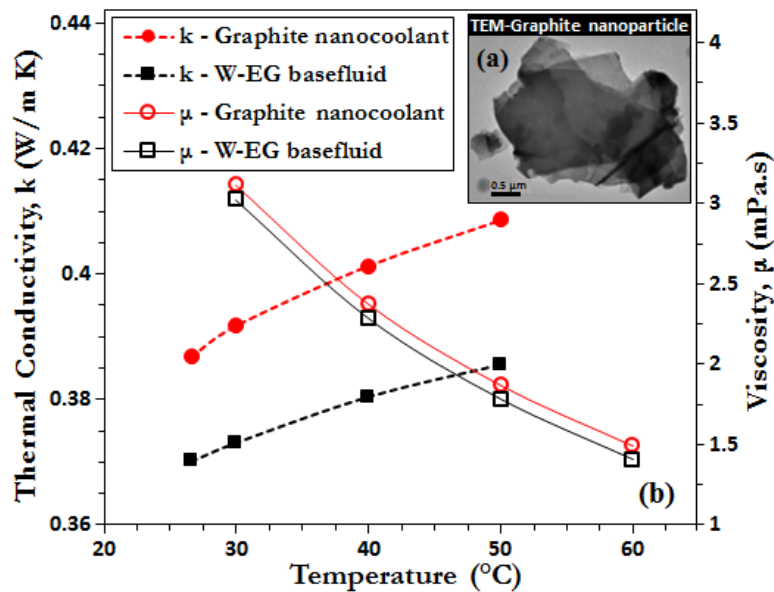 0.44
0.42
0.4
0.38
0.36
Thermal Conductivity, k (W/m K)
k - Graphite nanocoolant
k - W-EG basefluid
μ - Graphite nanocoolant
μ - W-EG basefluid
TEM-Graphite nanoparticle
(a)
0.5 μm
4
3.5
3
2.5
2
1.5
1
Viscosity, μ (mPa.s)
(b)
20
30
40
50
60
Temperature (°C)